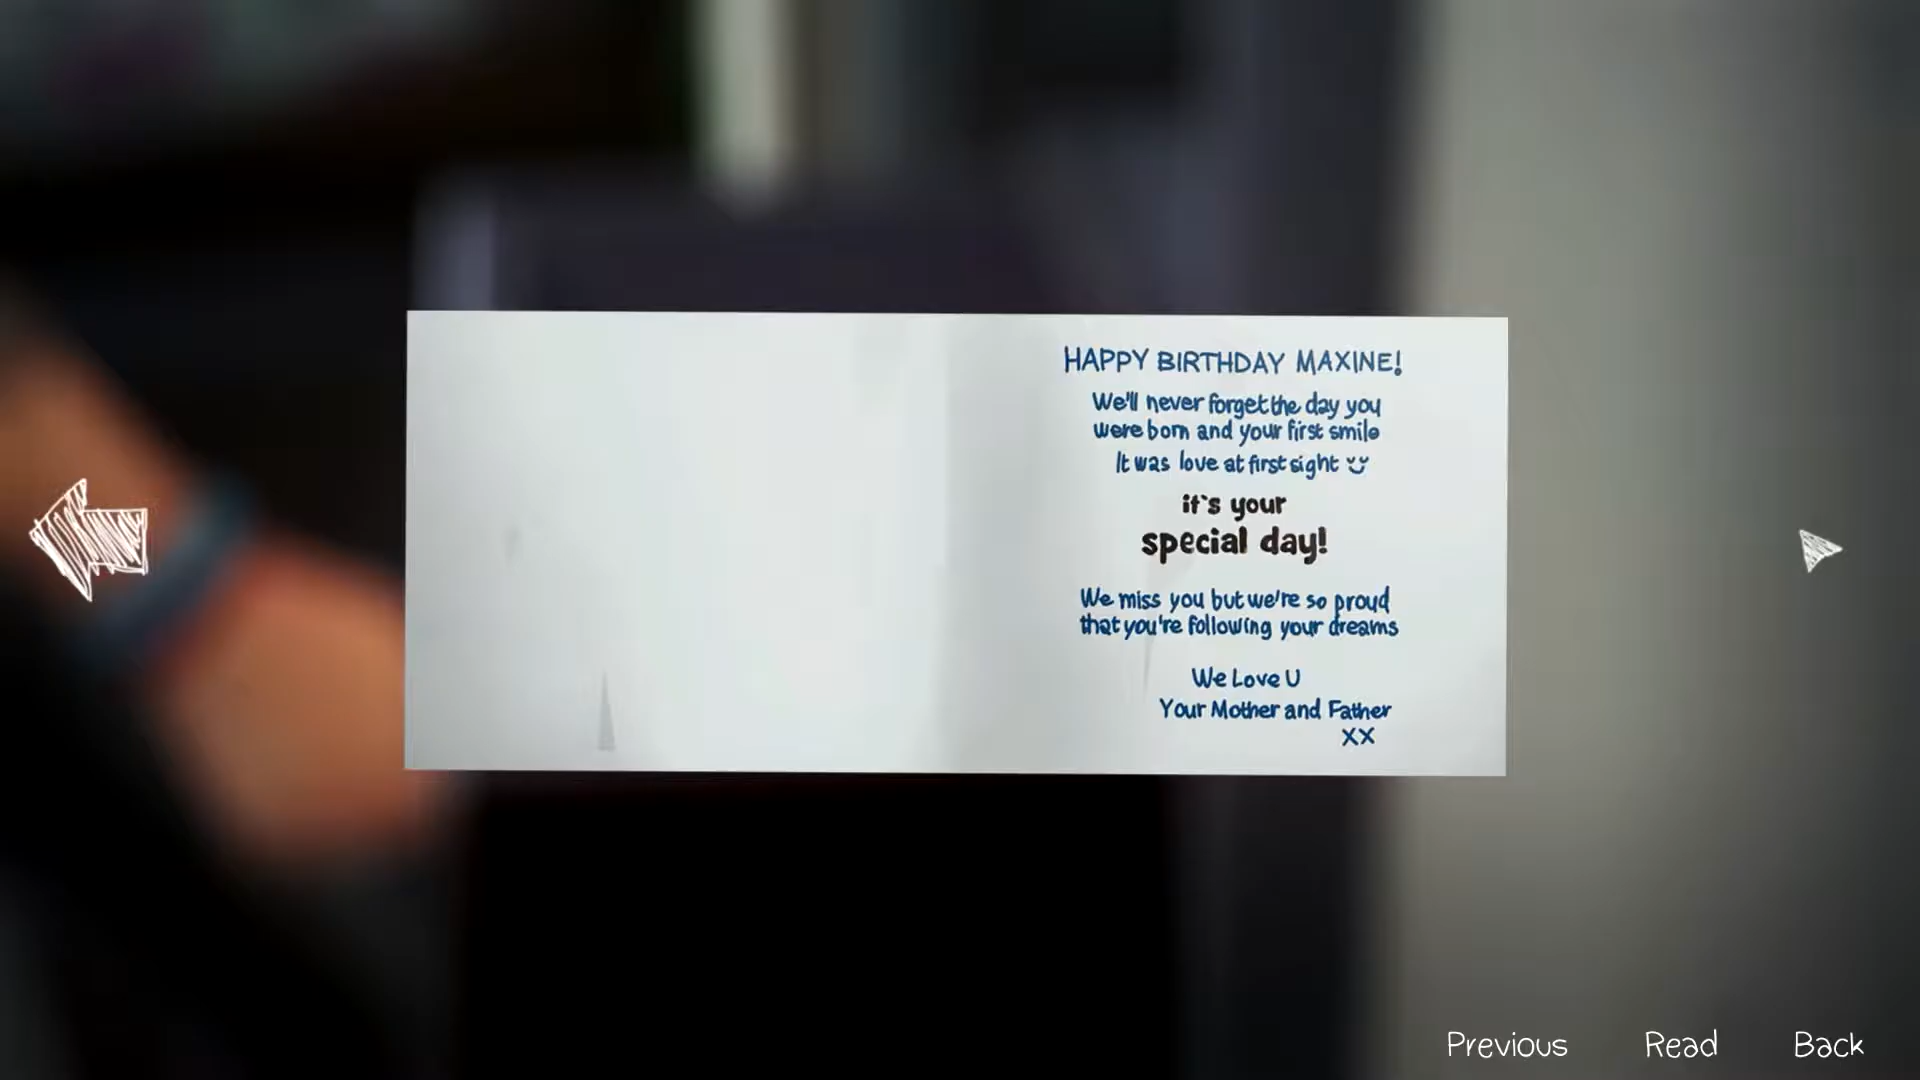 HAPPY BIRTHDAY MAXINE!
We'll never forget the day you
were born and your first smile
It was love at first sight
it's your
special day!
We miss you but we're so proud
that you're following your dreams
We Love U
Your Mother and Father
XX
Previous
Read
Back